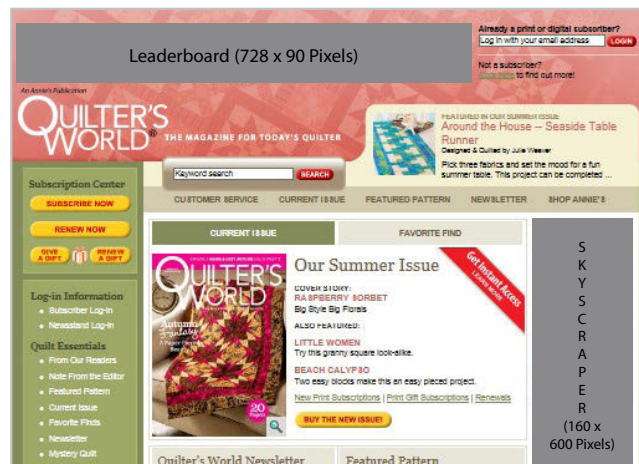 Leaderboard (728 x 90 Pixels)
Already a print or digital subscriber?
Log in with your email address
LOGIN
Not a subscriber?
Click here to find out more!
An Annie's Publication
QUILTER'S
WORLD®
THE MAGAZINE FOR TODAY'S QUILTER
FEATURED IN OUR SUMMER ISSUE
Around the House -- Seaside Table
Runner
Designed & Quilted by Julie Weaver
Pick three fabrics and set the mood for a fun
summer table. This project can be completed ...
Keyword search
SEARCH
CUSTOMER SERVICE
CURRENT ISSUE
FEATURED PATTERN
NEWSLETTER
SHOP ANNIE'S
Subscription Center
SUBSCRIBE NOW
RENEW NOW
GIVE
A GIFT
RENEW
A GIFT
Log-in Information
Subscriber Log-in
Newsstand Log-in
Quilt Essentials
From Our Readers
Note From the Editor
Featured Pattern
Current Issue
Favorite Finds
Newsletter
Mystery Quilt
CURRENT ISSUE
FAVORITE FIND
QUILTER'S
WORLD
Autumn
Fantasy
A Paper-Pieced
Beauty
20
Our Summer Issue
Get Instant Access
LEARN MORE
COVER STORY:
RASPBERRY SORBET
Big Style Big Florals
ALSO FEATURED:
LITTLE WOMEN
Try this granny square look-alike.
BEACH CALYPSO
Two easy blocks make this an easy pieced project.
New Print Subscriptions | Print Gift Subscriptions | Renewals
BUY THE NEW ISSUE!
S
K
Y
S
C
R
A
P
E
R
(160 x
600 Pixels)
Quilter's World Newsletter
Featured Pattern